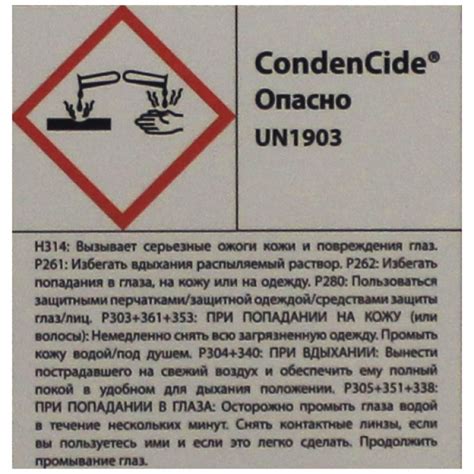 CondenCide®
Опасно
UN1903
H314: Вызывает серьезные ожоги кожи и повреждения глаз.
P261: Избегать вдыхания распыляемый раствор. P262: Избегать
попадания в глаза, на кожу или на одежду. P280: Пользоваться
защитными перчатками/защитной одеждой/средствами защиты
глаз/лиц. P303+361+353: ПРИ ПОПАДАНИИ НА КОЖУ (или
волосы): Немедленно снять всю загрязненную одежду. Промыть
кожу водой/под душем. P304+340: ПРИ ВДЫХАНИИ: Вынести
пострадавшего на свежий воздух и обеспечить ему полный
покой в удобном для дыхания положении. P305+351+338:
ПРИ ПОПАДАНИИ В ГЛАЗА: Осторожно промыть глаза водой
в течение нескольких минут. Снять контактные линзы, если
вы пользуетесь ими и если это легко сделать. Продолжить
промывание глаз.